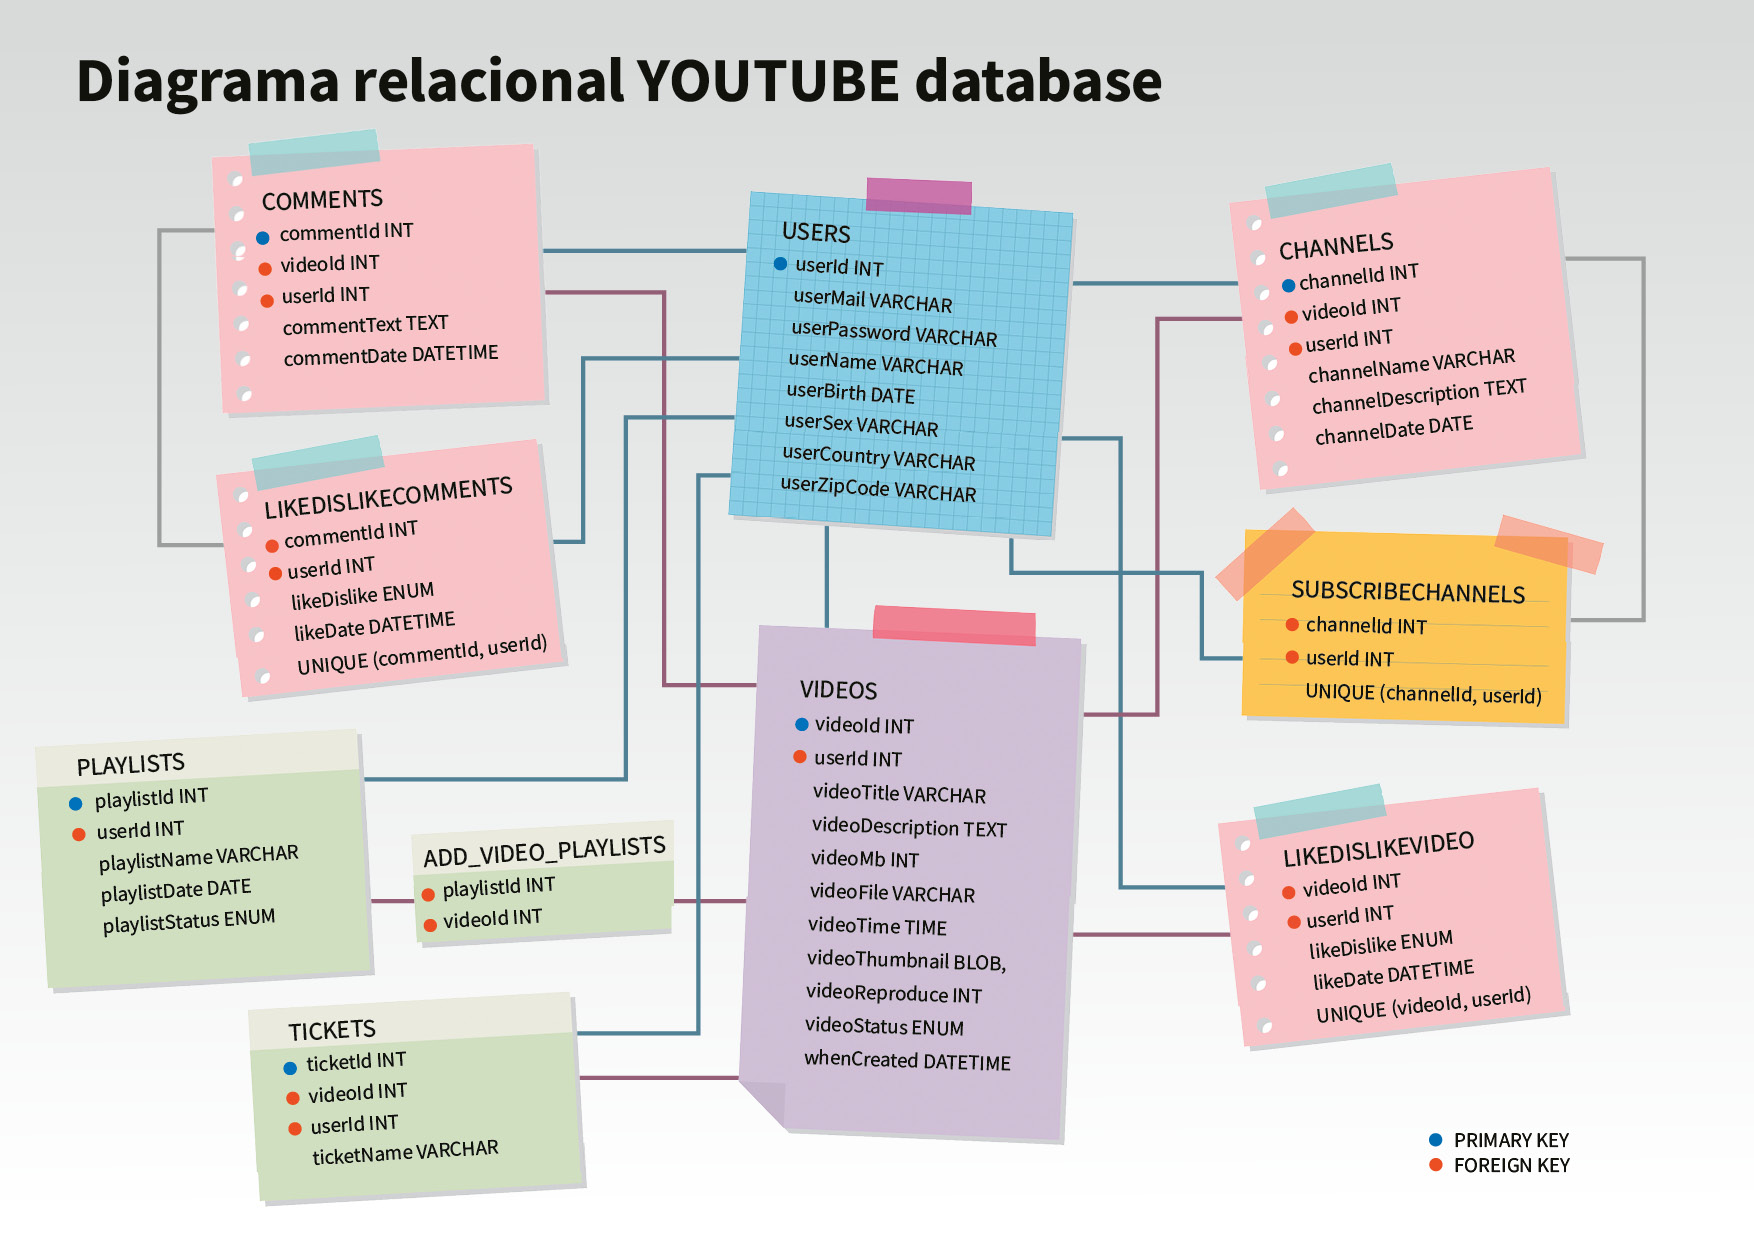 Diagrama relacional YOUTUBE database
COMMENTS
commentId INT
videoId INT
userId INT
commentText TEXT
commentDate DATETIME
USERS
userId INT
userMail VARCHAR
userPassword VARCHAR
userName VARCHAR
userBirth DATE
userSex VARCHAR
userCountry VARCHAR
userZipCode VARCHAR
CHANNELS
channelId INT
videoId INT
userId INT
channelName VARCHAR
channelDescription TEXT
channelDate DATE
LIKEDISLIKECOMMENTS
commentId INT
userId INT
likeDislike ENUM
likeDate DATETIME
UNIQUE (commentId, userId)
SUBSCRIBECHANNELS
channelId INT
userId INT
UNIQUE (channelId, userId)
VIDEOS
videoId INT
userId INT
videoTitle VARCHAR
videoDescription TEXT
videoMb INT
videoFile VARCHAR
videoTime TIME
videoThumbnail BLOB,
videoReproduce INT
videoStatus ENUM
whenCreated DATETIME
PLAYLISTS
playlistId INT
userId INT
playlistName VARCHAR
playlistDate DATE
playlistStatus ENUM
ADD_VIDEO_PLAYLISTS
playlistId INT
videoId INT
LIKEDISLIKEVIDEO
videoId INT
userId INT
likeDislike ENUM
likeDate DATETIME
UNIQUE (videoId, userId)
TICKETS
ticketId INT
videoId INT
userId INT
ticketName VARCHAR
PRIMARY KEY
FOREIGN KEY